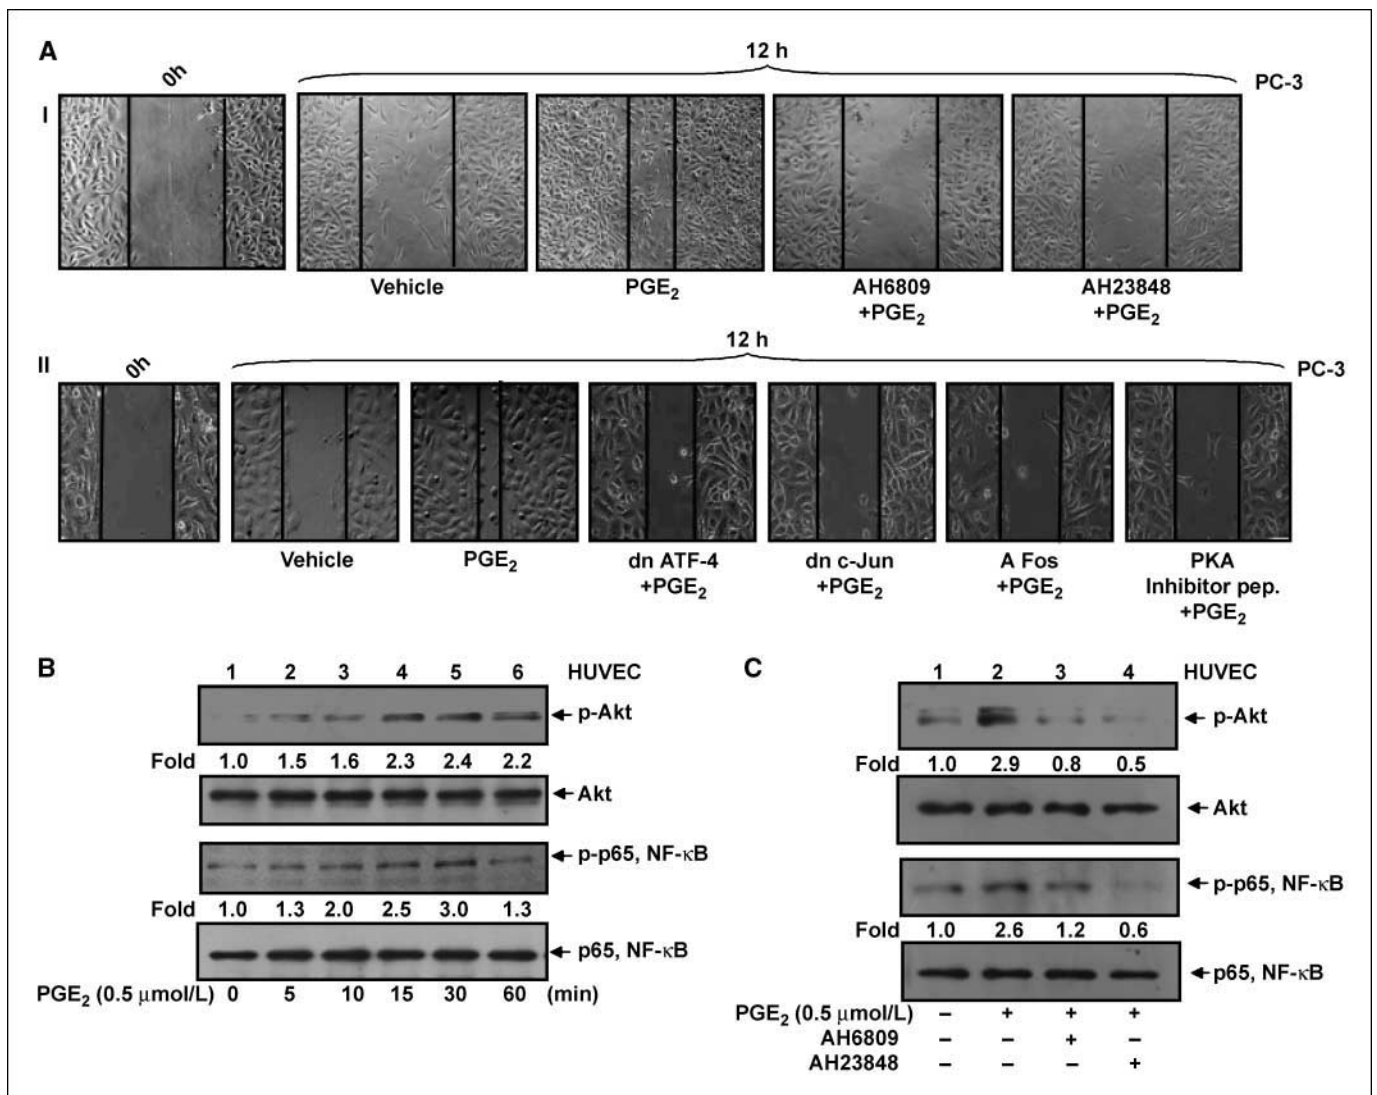 A
0h
12 h
PC-3
I
Vehicle
PGE2
AH6809
+PGE2
AH23848
+PGE2
II
0h
12 h
PC-3
Vehicle
PGE2
dn ATF-4
+PGE2
dn c-Jun
+PGE2
A Fos
+PGE2
PKA
Inhibitor pep.
+PGE2
B
1 2 3 4 5 6 HUVEC
p-Akt
Fold 1.0 1.5 1.6 2.3 2.4 2.2
Akt
p-p65, NF-κB
Fold 1.0 1.3 2.0 2.5 3.0 1.3
p65, NF-κB
PGE2 (0.5 μmol/L) 0 5 10 15 30 60 (min)
C
1 2 3 4 HUVEC
p-Akt
Fold 1.0 2.9 0.8 0.5
Akt
p-p65, NF-κB
Fold 1.0 2.6 1.2 0.6
p65, NF-κB
PGE2 (0.5 μmol/L) – + + +
AH6809 – – + –
AH23848 – – – +